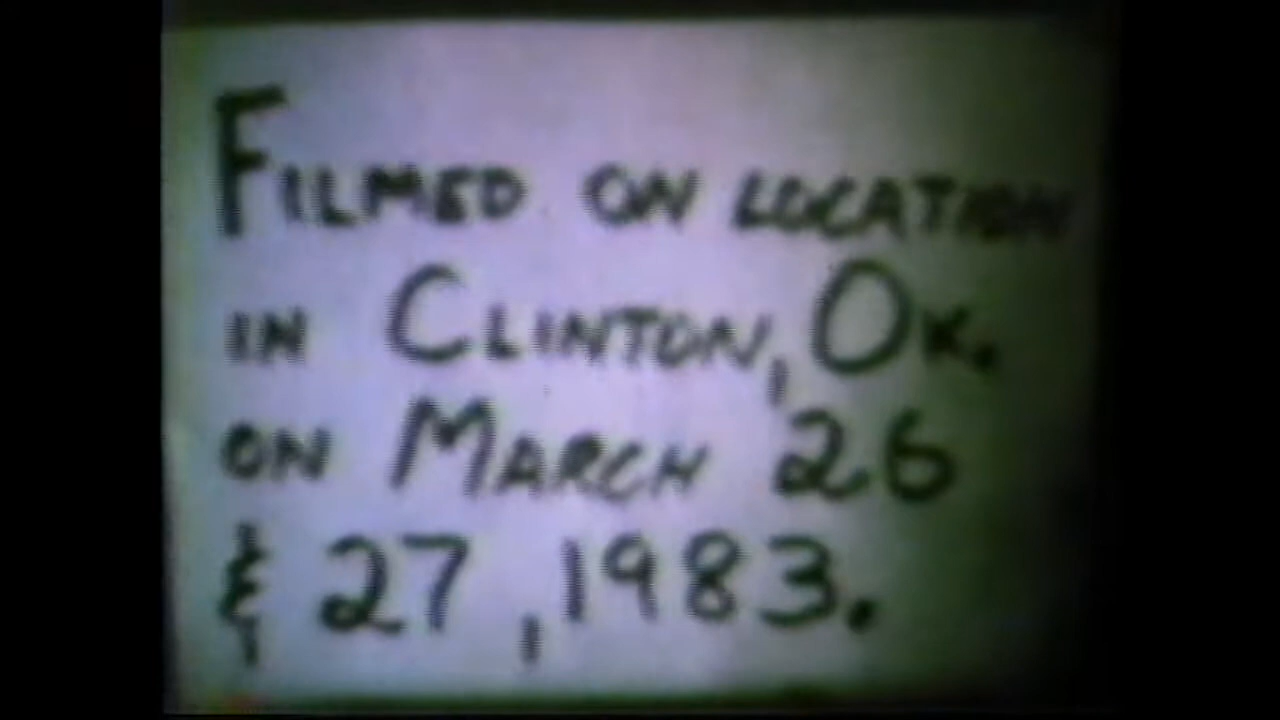 FILMED ON LOCATION
IN CLINTON, OK.
ON MARCH 26
& 27, 1983.